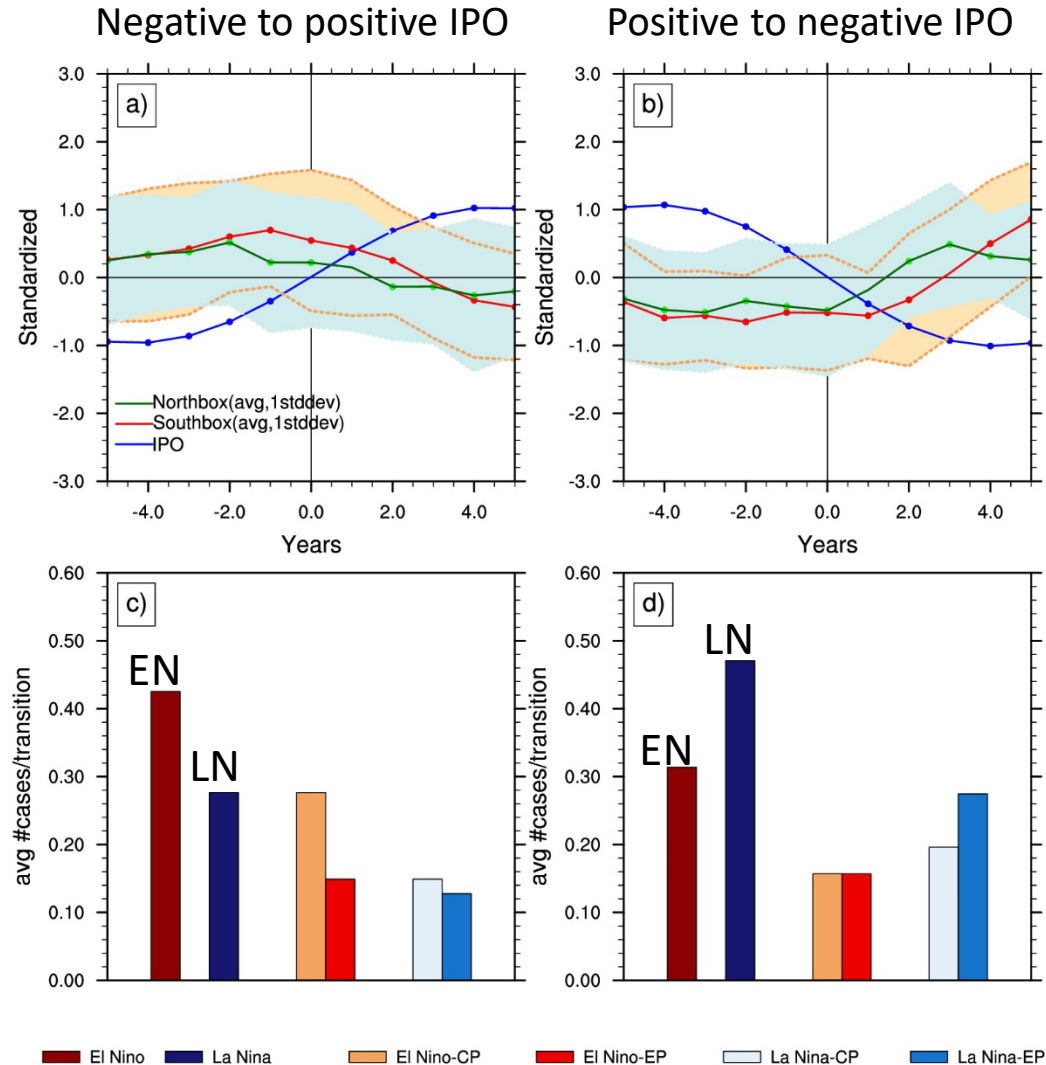 Negative to positive IPO
Positive to negative IPO
a)
3.0
2.0
1.0
0.0
-1.0
-2.0
-3.0
Standardized
Northbox(avg,1stddev)
Southbox(avg,1stddev)
IPO
-4.0 -2.0 0.0 2.0 4.0
Years
b)
3.0
2.0
1.0
0.0
-1.0
-2.0
-3.0
Standardized
-4.0 -2.0 0.0 2.0 4.0
Years
c)
0.60
0.50
0.40
0.30
0.20
0.10
0.00
avg #cases/transition
EN
LN
d)
0.60
0.50
0.40
0.30
0.20
0.10
0.00
avg #cases/transition
EN
LN
El Nino La Nina El Nino-CP El Nino-EP La Nina-CP La Nina-EP